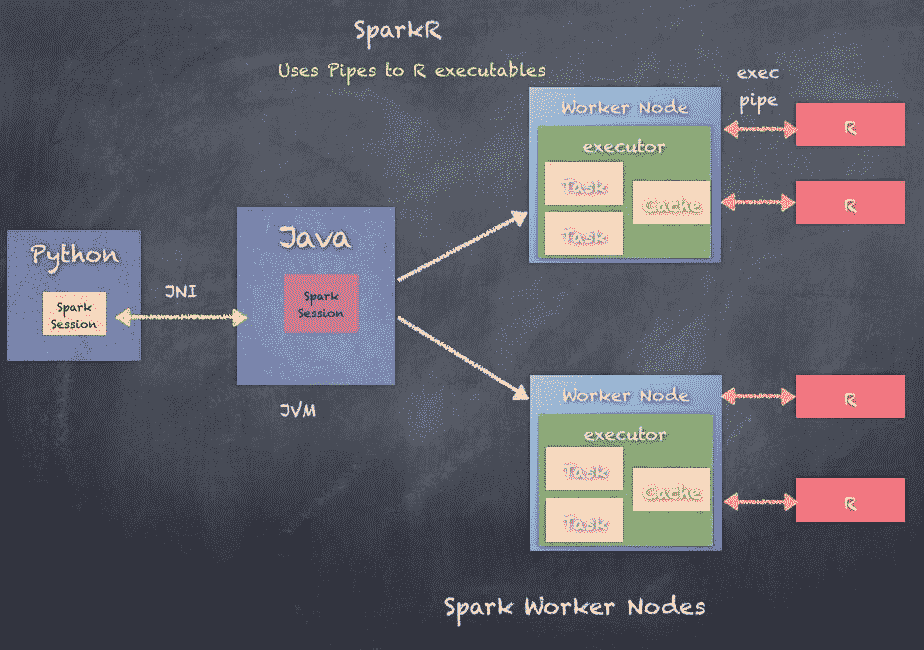 SparkR
Uses Pipes to R executables
exec
pipe
Worker Node
executor
Task
Cache
Task
R
R
Java
Spark
Session
Python
Spark
Session
JNI
JVM
Worker Node
executor
Task
Cache
Task
R
R
Spark Worker Nodes